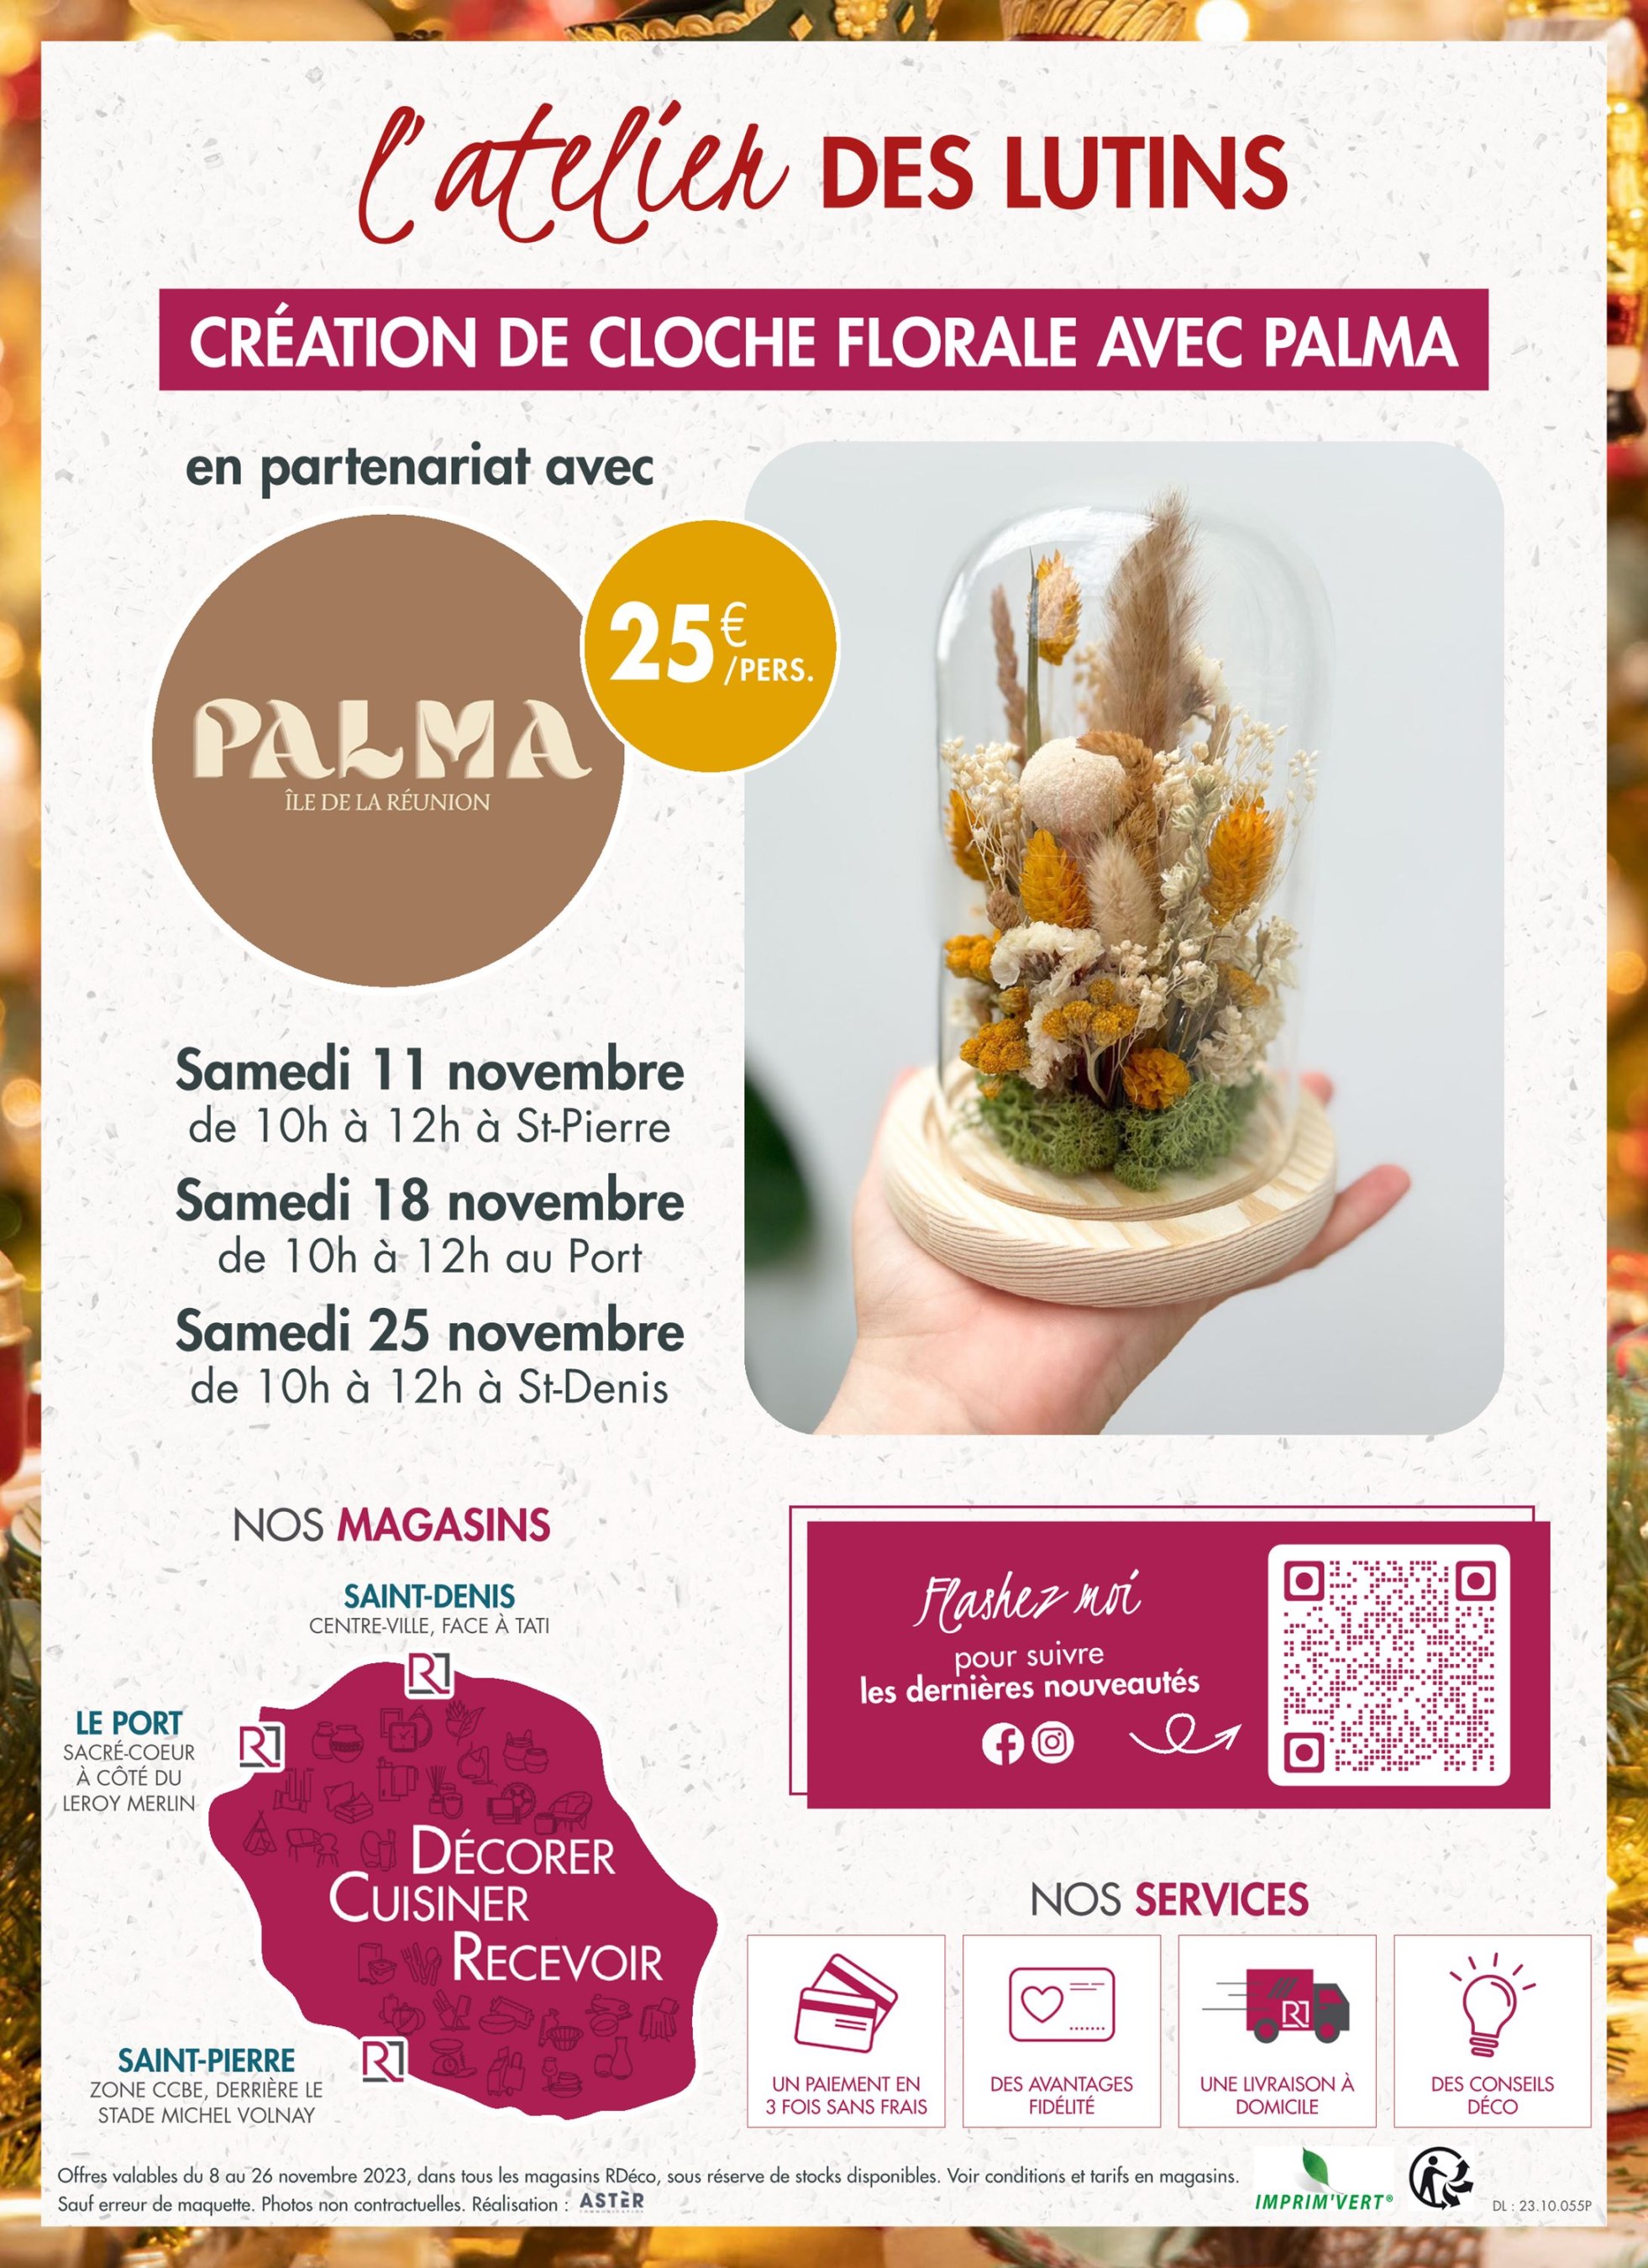 l'atelier DES LUTINS
CRÉATION DE CLOCHE FLORALE AVEC PALMA
en partenariat avec
25€
/PERS.
PALMA
ÎLE DE LA RÉUNION
Samedi 11 novembre
de 10h à 12h à St-Pierre
Samedi 18 novembre
de 10h à 12h au Port
Samedi 25 novembre
de 10h à 12h à St-Denis
NOS MAGASINS
SAINT-DENIS
CENTRE-VILLE, FACE À TATI
LE PORT
SACRÉ-COEUR
À CÔTÉ DU
LEROY MERLIN
DÉCORER
CUISINER
RECEVOIR
SAINT-PIERRE
ZONE CCBE, DERRIÈRE LE
STADE MICHEL VOLNAY
Flashez moi
pour suivre
les dernières nouveautés
NOS SERVICES
UN PAIEMENT EN
3 FOIS SANS FRAIS
DES AVANTAGES
FIDÉLITÉ
UNE LIVRAISON À
DOMICILE
DES CONSEILS
DÉCO
Offres valables du 8 au 26 novembre 2023, dans tous les magasins RDéco, sous réserve de stocks disponibles. Voir conditions et tarifs en magasins.
Sauf erreur de maquette. Photos non contractuelles. Réalisation : ASTÈR
IMPRIM'VERT®
DL : 23.10.055P